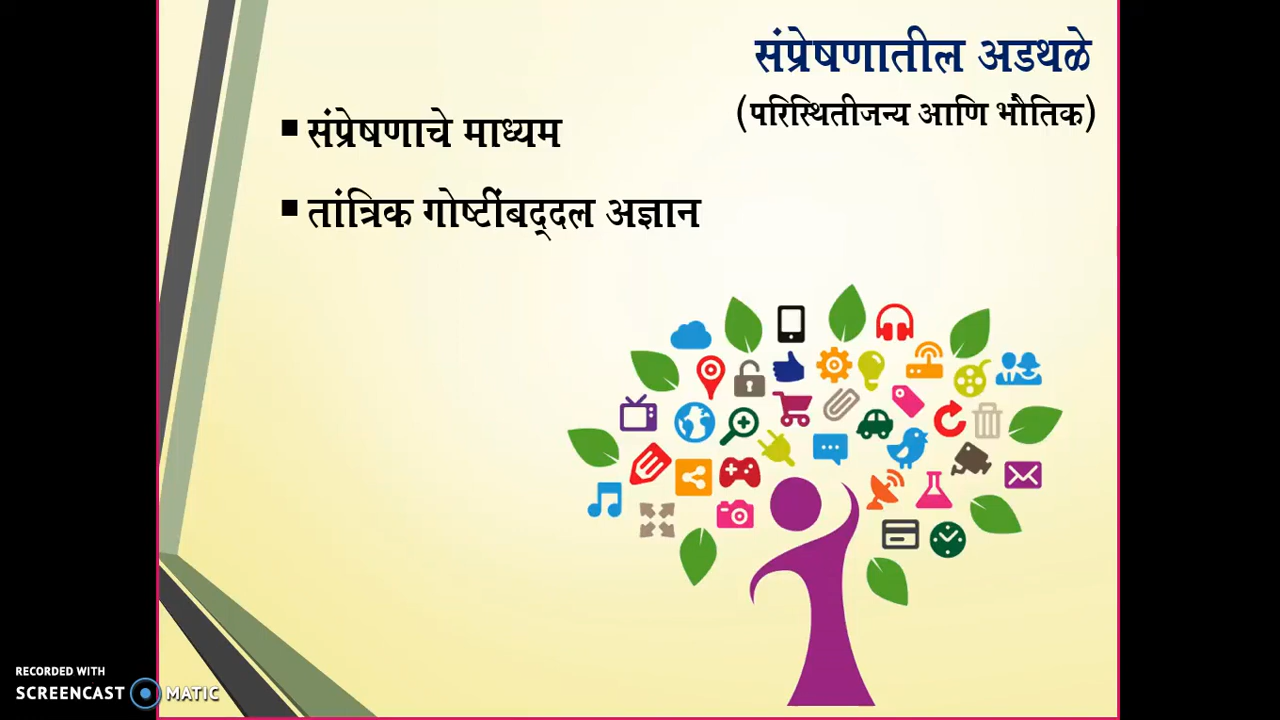 संप्रेषणातील अडथळे
(परिस्थितीजन्य आणि भौतिक)
▪ संप्रेषणाचे माध्यम
▪ तांत्रिक गोष्टींबद्‌दल अज्ञान
RECORDED WITH
SCREENCAST MATIC